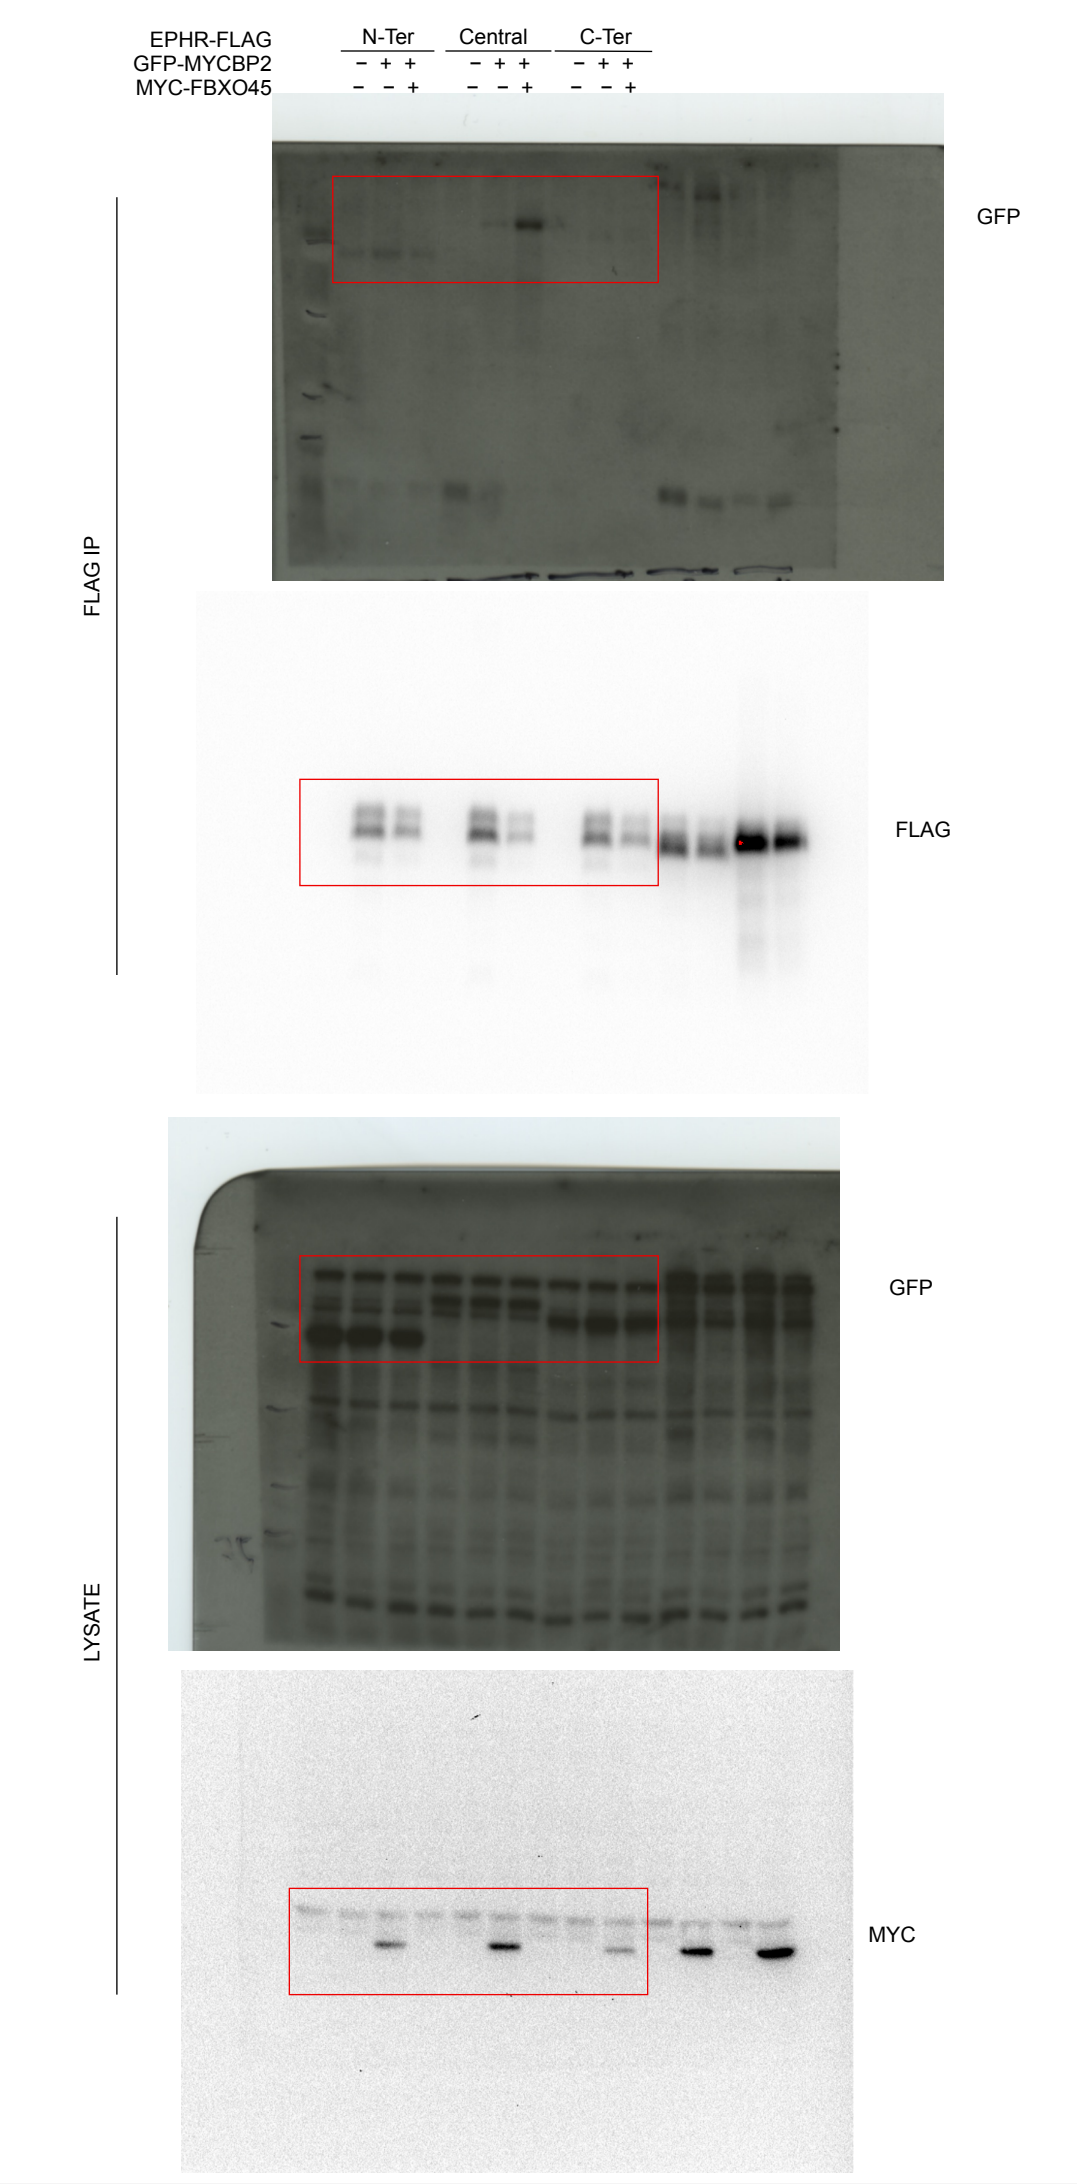 EPHR-FLAG N-Ter Central C-Ter
GFP-MYCBP2 − + + − + + − + +
MYC-FBXO45 − − + − − + − − +
GFP
FLAG IP
FLAG
GFP
LYSATE
MYC